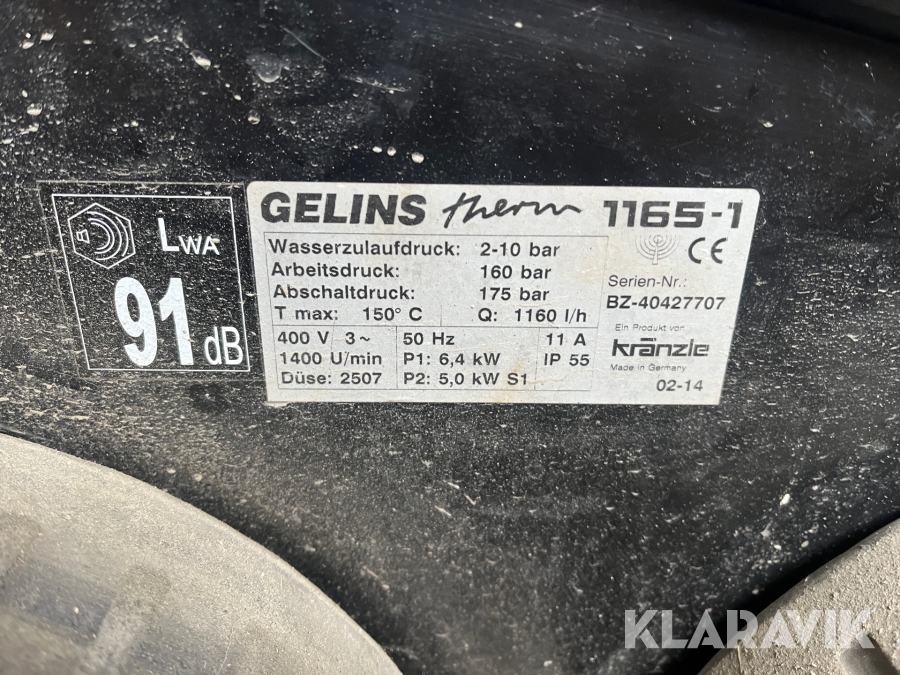 LWA
91 dB
GELINS therm 1165-1
Wasserzulaufdruck: 2-10 bar
Arbeitsdruck: 160 bar
Abschaltdruck: 175 bar
T max: 150° C Q: 1160 l/h
400 V 3~ 50 Hz 11 A
1400 U/min P1: 6,4 kW IP 55
Düse: 2507 P2: 5,0 kW S1
CE
Serien-Nr.:
BZ-40427707
Ein Produkt von
kränzle
Made in Germany
02-14
KLARAVIK